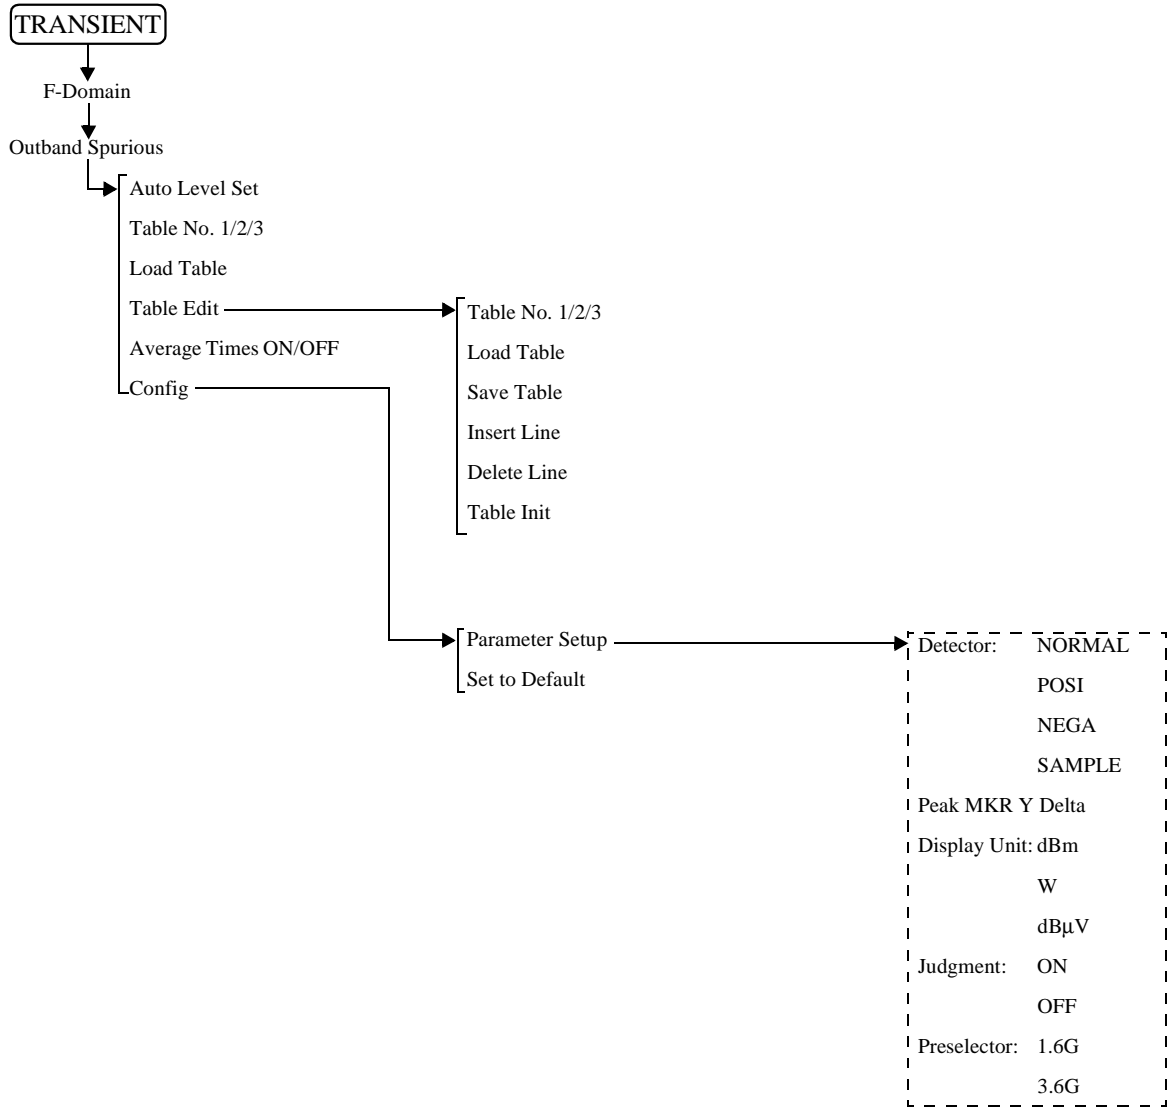 TRANSIENT
F-Domain
Outband Spurious
Auto Level Set
Table No. 1/2/3
Load Table
Table Edit
Average Times ON/OFF
Config
Table No. 1/2/3
Load Table
Save Table
Insert Line
Delete Line
Table Init
Parameter Setup
Set to Default
Detector: NORMAL
POSI
NEGA
SAMPLE
Peak MKR Y Delta
Display Unit: dBm
W
dBµV
Judgment: ON
OFF
Preselector: 1.6G
3.6G